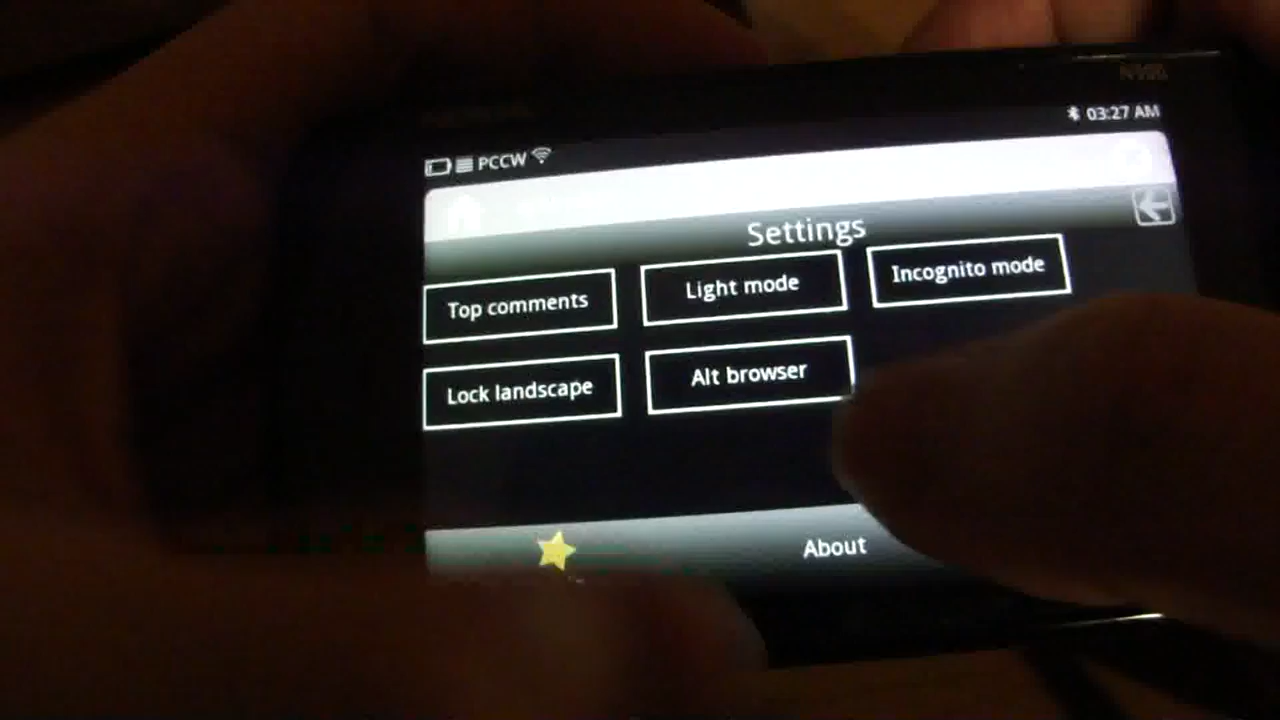 PCCW 03:27 AM
Settings
Top comments Light mode Incognito mode
Lock landscape Alt browser
About